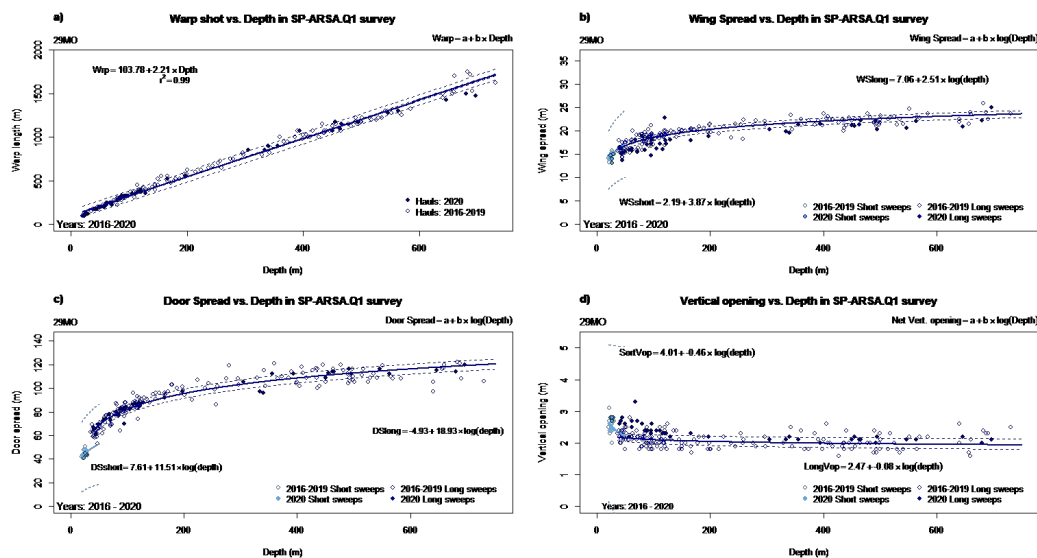 a) Warp shot vs. Depth in SP-ARSA.Q1 survey
29MO
Warp = a + b × Depth
Wrp = 103.78 + 2.21 × Dpth
r² = 0.99
Warp length (m)
0 500 1000 1500 2000
Hauls: 2020
Hauls: 2016-2019
Years: 2016-2020
0 200 400 600
Depth (m)
b) Wing Spread vs. Depth in SP-ARSA.Q1 survey
29MO
Wing Spread = a + b × log(Depth)
WSlong = 7.06 + 2.51 × log(depth)
Wing spread (m)
0 5 10 15 20 25 30 35
WSshort = 2.19 + 3.87 × log(depth)
2016-2019 Short sweeps 2016-2019 Long sweeps
2020 Short sweeps 2020 Long sweeps
Years: 2016 - 2020
0 200 400 600
Depth (m)
c) Door Spread vs. Depth in SP-ARSA.Q1 survey
29MO
Door Spread = a + b × log(Depth)
Door spread (m)
0 20 40 60 80 100 120 140
DSlong = -4.93 + 18.93 × log(depth)
DSshort = 7.61 + 11.51 × log(depth)
2016-2019 Short sweeps 2016-2019 Long sweeps
2020 Short sweeps 2020 Long sweeps
Years: 2016 - 2020
0 200 400 600
Depth (m)
d) Vertical opening vs. Depth in SP-ARSA.Q1 survey
29MO
Net Vert. opening = a + b × log(Depth)
SortVop = 4.01 + -0.46 × log(depth)
Vertical opening (m)
0 1 2 3 4 5
LongVop = 2.47 + -0.08 × log(depth)
2016-2019 Short sweeps 2016-2019 Long sweeps
2020 Short sweeps 2020 Long sweeps
Years: 2016 - 2020
0 200 400 600
Depth (m)